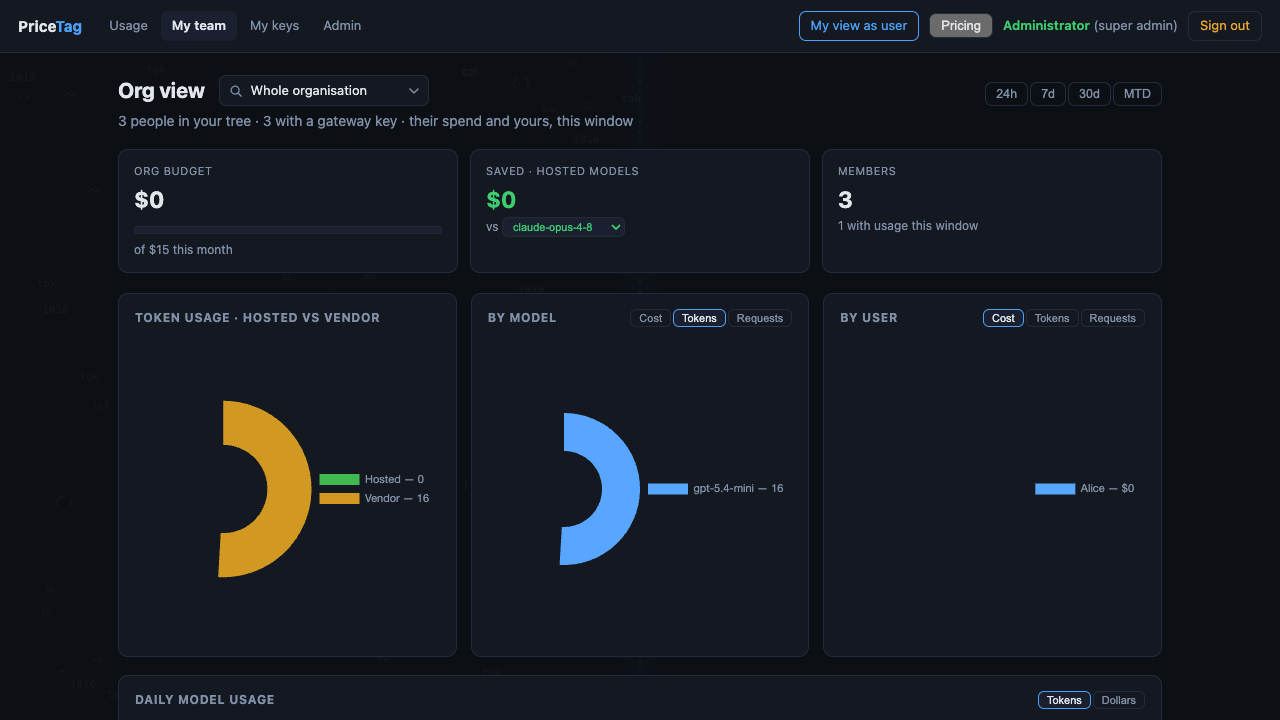 PriceTag Usage My team My keys Admin My view as user Pricing Administrator (super admin) Sign out
Org view Whole organisation 24h 7d 30d MTD
3 people in your tree · 3 with a gateway key · their spend and yours, this window
ORG BUDGET
$0
of $15 this month
SAVED · HOSTED MODELS
$0
vs claude-opus-4-8
MEMBERS
3
1 with usage this window
TOKEN USAGE · HOSTED VS VENDOR
Hosted — 0
Vendor — 16
BY MODEL Cost Tokens Requests
gpt-5.4-mini — 16
BY USER Cost Tokens Requests
Alice — $0
DAILY MODEL USAGE Tokens Dollars